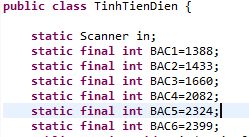 public class TinhTienDien {
static Scanner in;
static final int BAC1=1388;
static final int BAC2=1433;
static final int BAC3=1660;
static final int BAC4=2082;
static final int BAC5=2324;
static final int BAC6=2399;